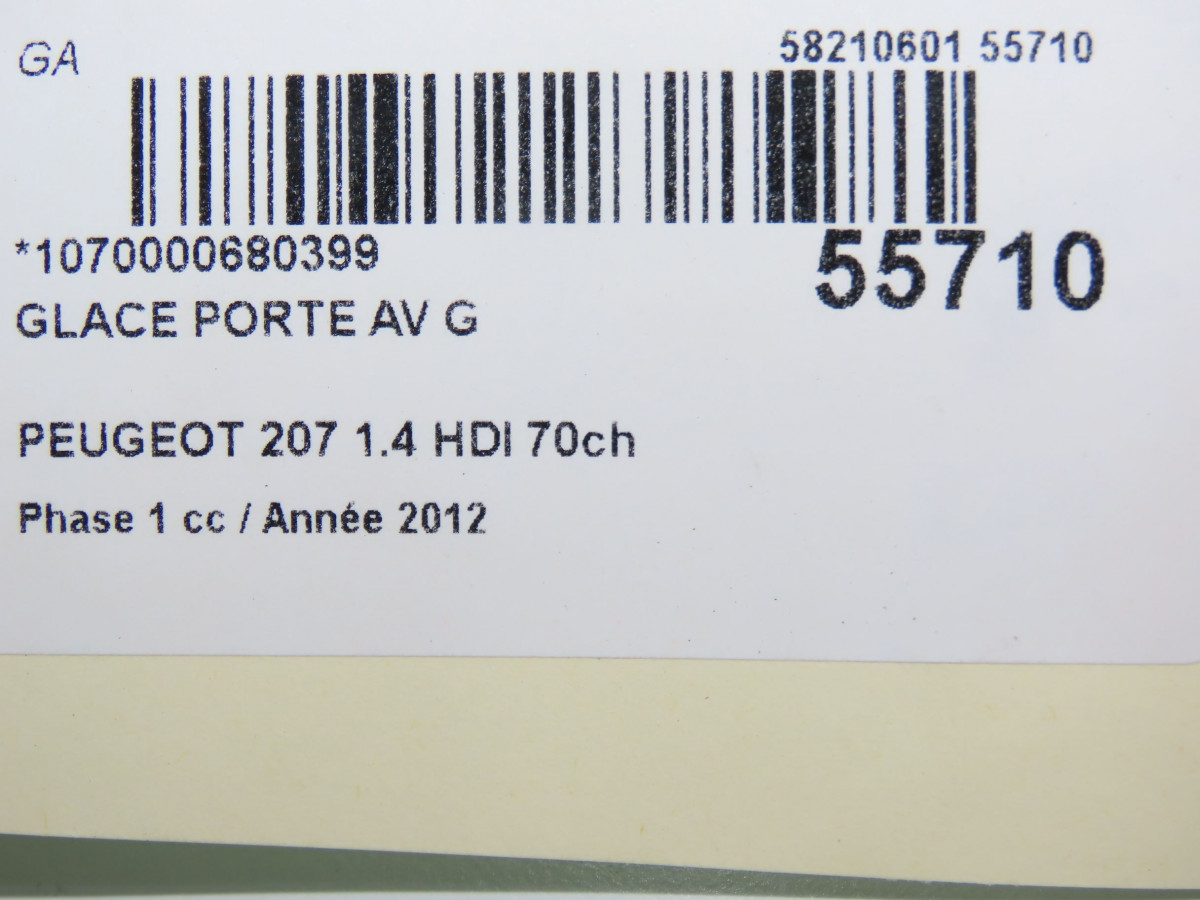 GA
58210601 55710
*1070000680399
55710
GLACE PORTE AV G
PEUGEOT 207 1.4 HDI 70ch
Phase 1 cc / Année 2012